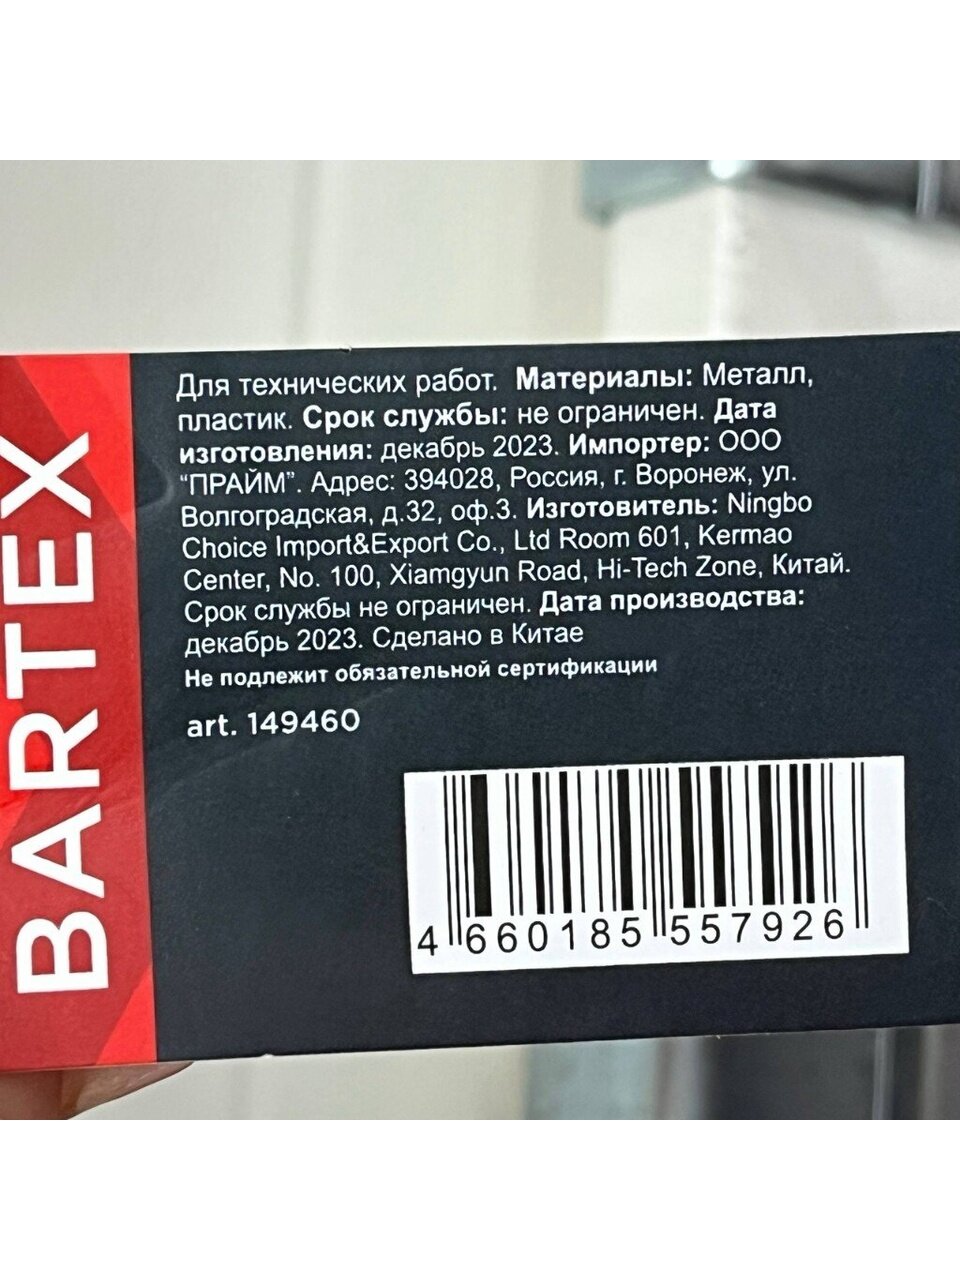 BARTEX
Для технических работ. Материалы: Металл,
пластик. Срок службы: не ограничен. Дата
изготовления: декабрь 2023. Импортер: ООО
"ПРАЙМ". Адрес: 394028, Россия, г. Воронеж, ул.
Волгоградская, д.32, оф.3. Изготовитель: Ningbo
Choice Import&Export Co., Ltd Room 601, Kermao
Center, No. 100, Xiamgyun Road, Hi-Tech Zone, Китай.
Срок службы не ограничен. Дата производства:
декабрь 2023. Сделано в Китае
Не подлежит обязательной сертификации
art. 149460
4 660185 557926